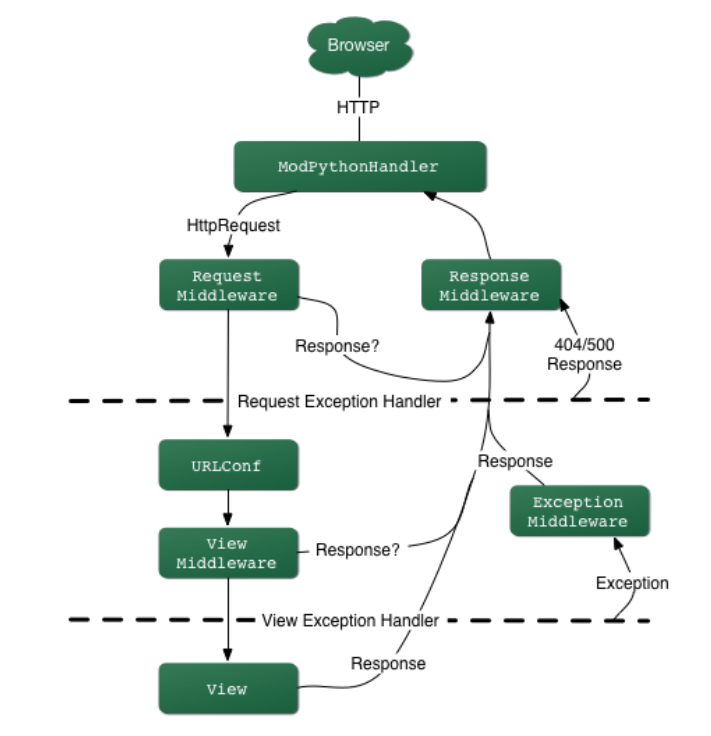 Browser
HTTP
ModPythonHandler
HttpRequest
Request
Middleware
Response
Middleware
Response?
404/500
Response
Request Exception Handler
URLConf
Response
Exception
Middleware
View
Middleware
Response?
Exception
View Exception Handler
Response
View